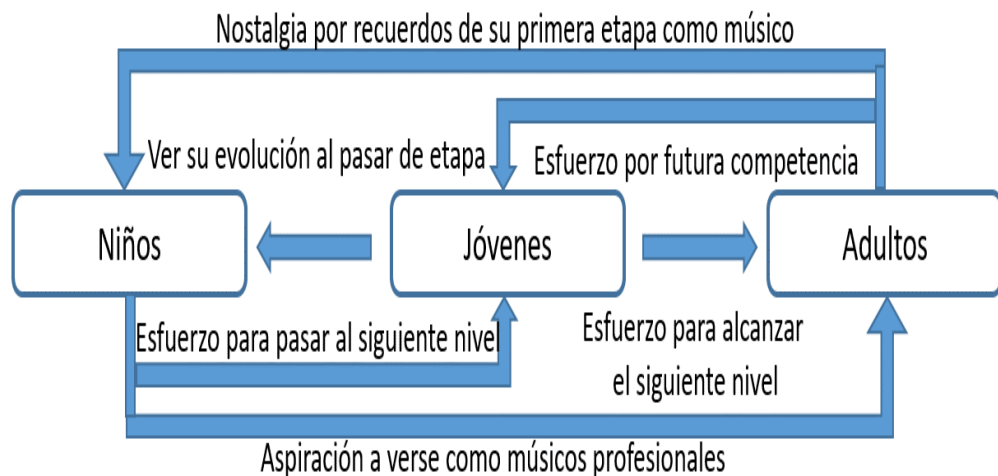 Nostalgia por recuerdos de su primera etapa como músico
Ver su evolución al pasar de etapa
Esfuerzo por futura competencia
Niños
Jóvenes
Adultos
Esfuerzo para pasar al siguiente nivel
Esfuerzo para alcanzar
el siguiente nivel
Aspiración a verse como músicos profesionales